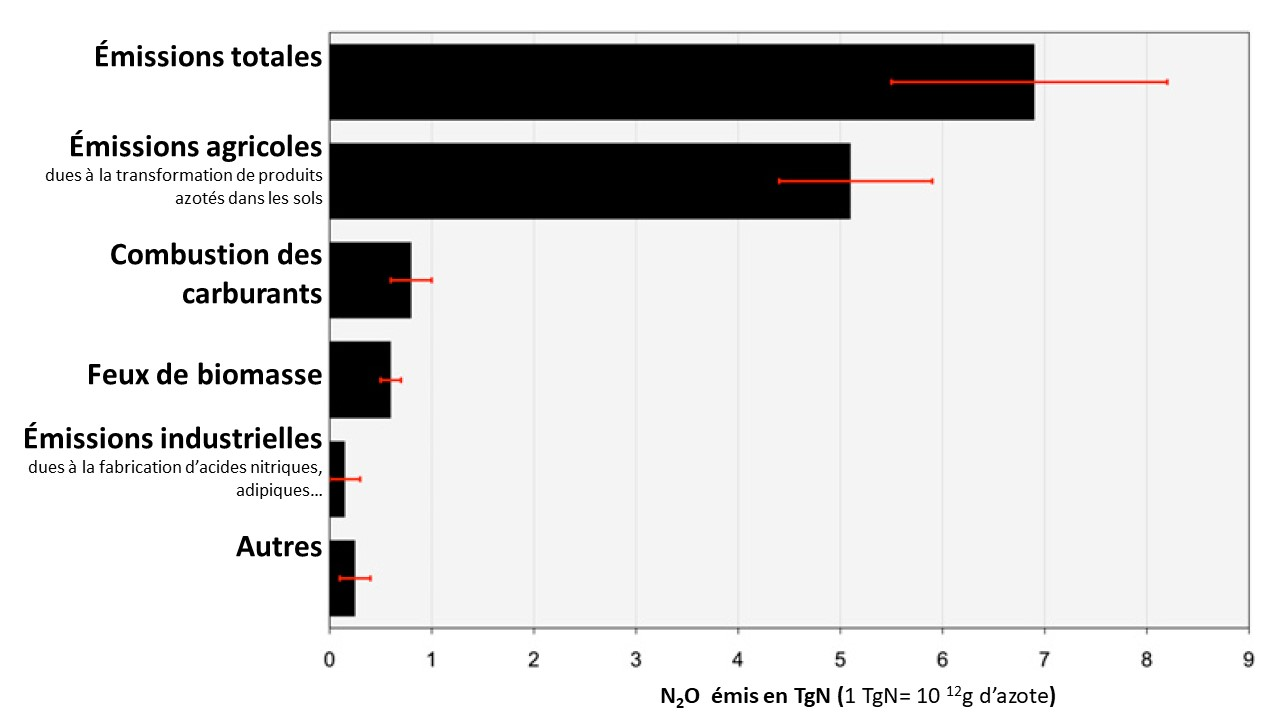 Émissions totales
Émissions agricoles
dues à la transformation de produits
azotés dans les sols
Combustion des
carburants
Feux de biomasse
Émissions industrielles
dues à la fabrication d’acides nitriques,
adipiques…
Autres
0 1 2 3 4 5 6 7 8 9
N₂O émis en TgN (1 TgN= 10 ¹²g d’azote)